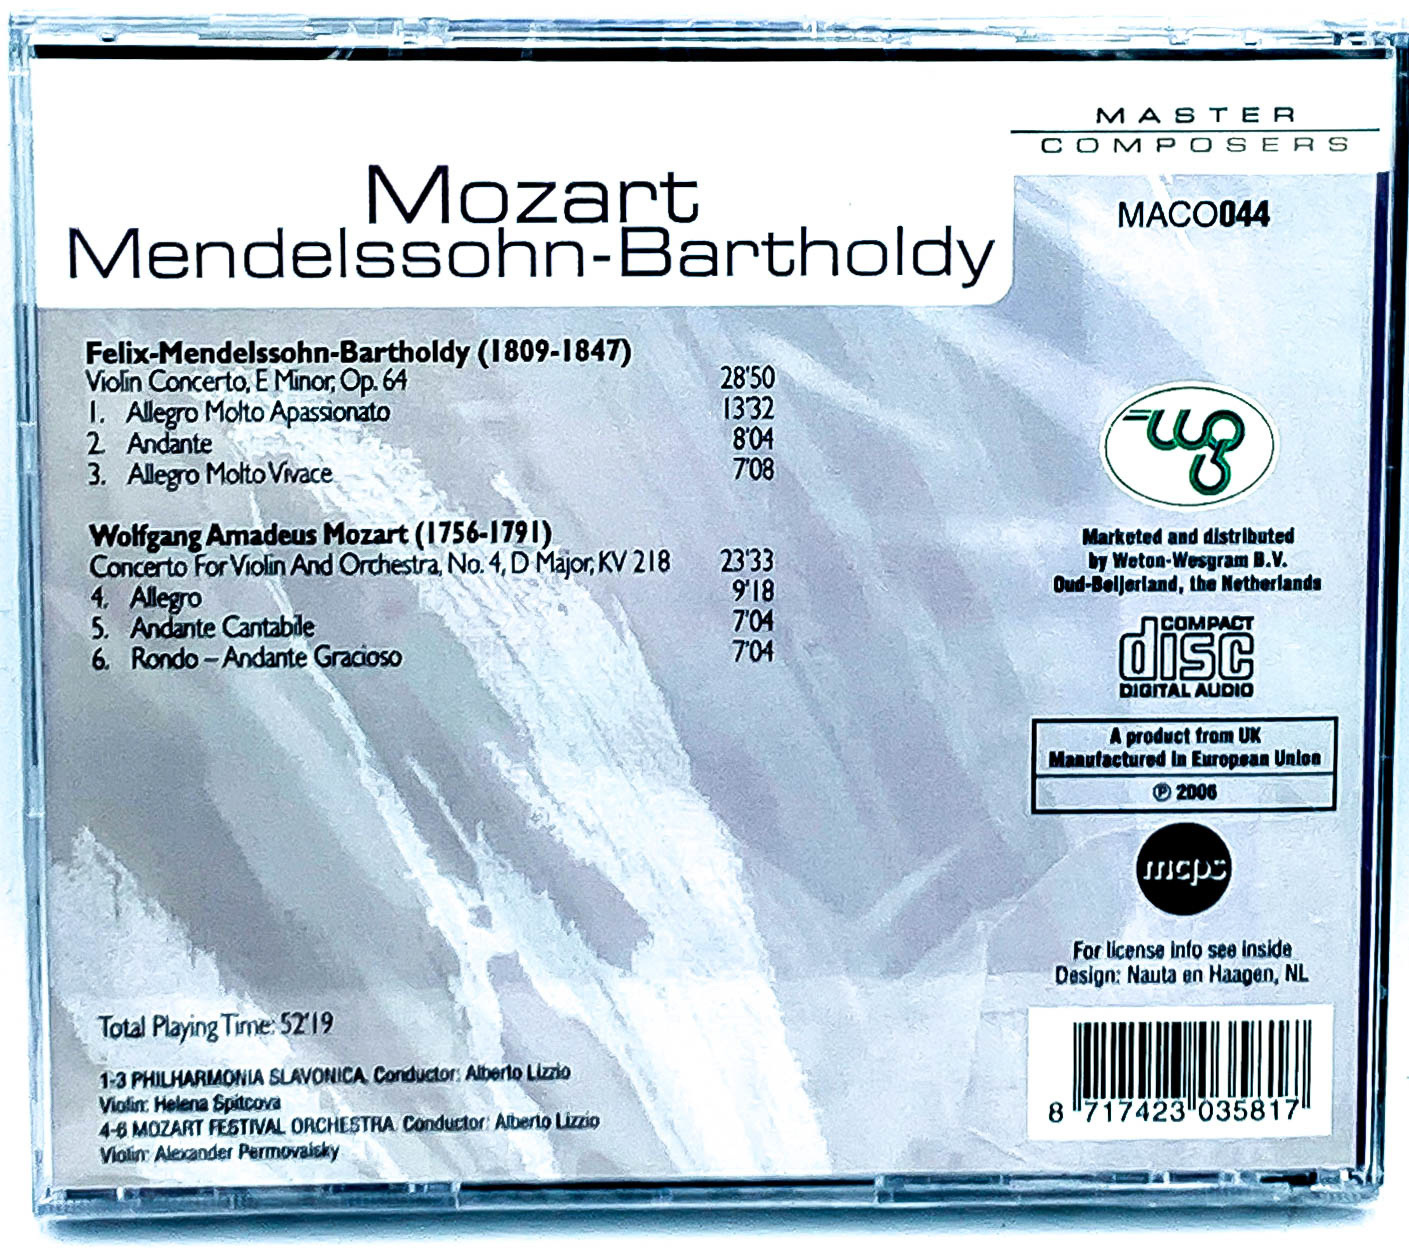 MASTER
COMPOSERS
MACO044
Mozart
Mendelssohn-Bartholdy
Felix-Mendelssohn-Bartholdy (1809-1847)
Violin Concerto, E Minor, Op. 64 28'50
1. Allegro Molto Apassionato 13'32
2. Andante 8'04
3. Allegro Molto Vivace 7'08
Wolfgang Amadeus Mozart (1756-1791)
Concerto For Violin And Orchestra, No. 4, D Major, KV 218 23'33
4. Allegro 9'18
5. Andante Cantabile 7'04
6. Rondo – Andante Gracioso 7'04
Total Playing Time: 52'19
1-3 PHILHARMONIA SLAVONICA, Conductor: Alberto Lizzio
Violin: Helena Spitcova
4-6 MOZART FESTIVAL ORCHESTRA, Conductor: Alberto Lizzio
Violin: Alexander Permovalsky
wg
Marketed and distributed
by Weton-Wesgram B.V.
Oud-Beijerland, the Netherlands
COMPACT
disc
DIGITAL AUDIO
A product from UK
Manufactured in European Union
℗ 2006
mcps
For license info see inside
Design: Nauta en Haagen, NL
8 717423 035817